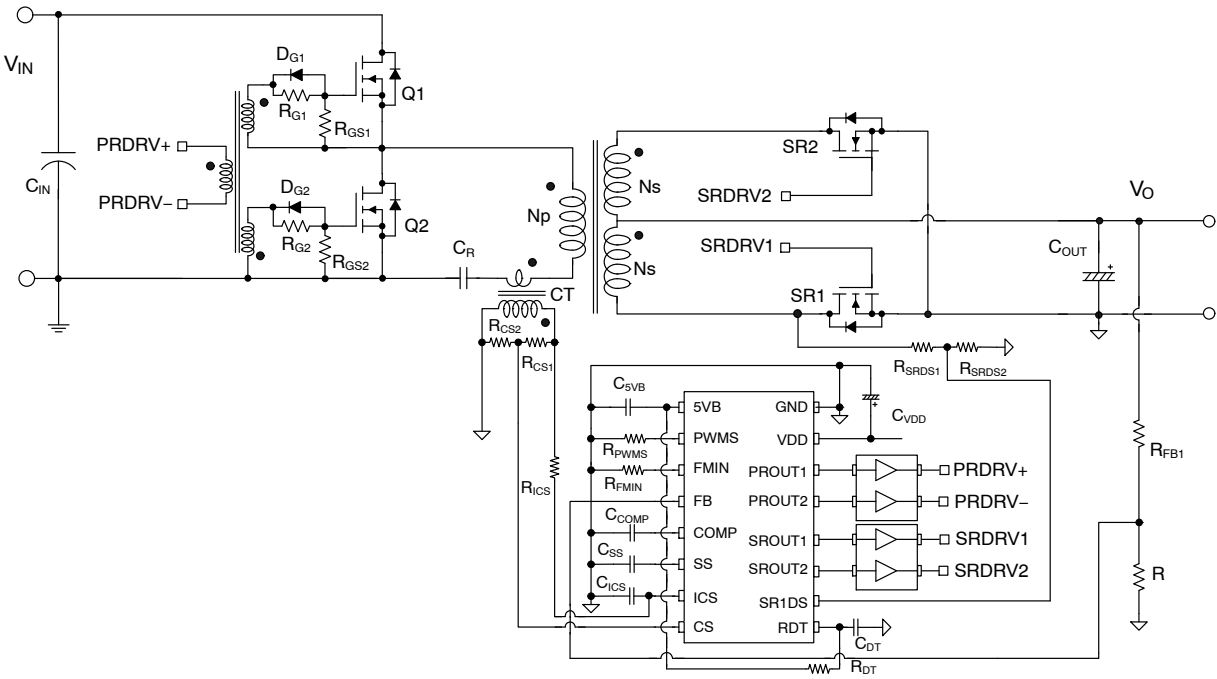 VIN
CIN
PRDRV+
PRDRV−
DG1
RG1
RGS1
Q1
DG2
RG2
RGS2
Q2
CR
CT
Np
Ns
Ns
SR2
SRDRV2
SRDRV1
SR1
VO
COUT
RCS2
RCS1
RSRDS1
RSRDS2
RICS
C5VB
RPWMS
RFMIN
CCOMP
CSS
CICS
5VB
PWMS
FMIN
FB
COMP
SS
ICS
CS
GND
VDD
PROUT1
PROUT2
SROUT1
SROUT2
SR1DS
RDT
CVDD
PRDRV+
PRDRV−
SRDRV1
SRDRV2
CDT
RDT
RFB1
R